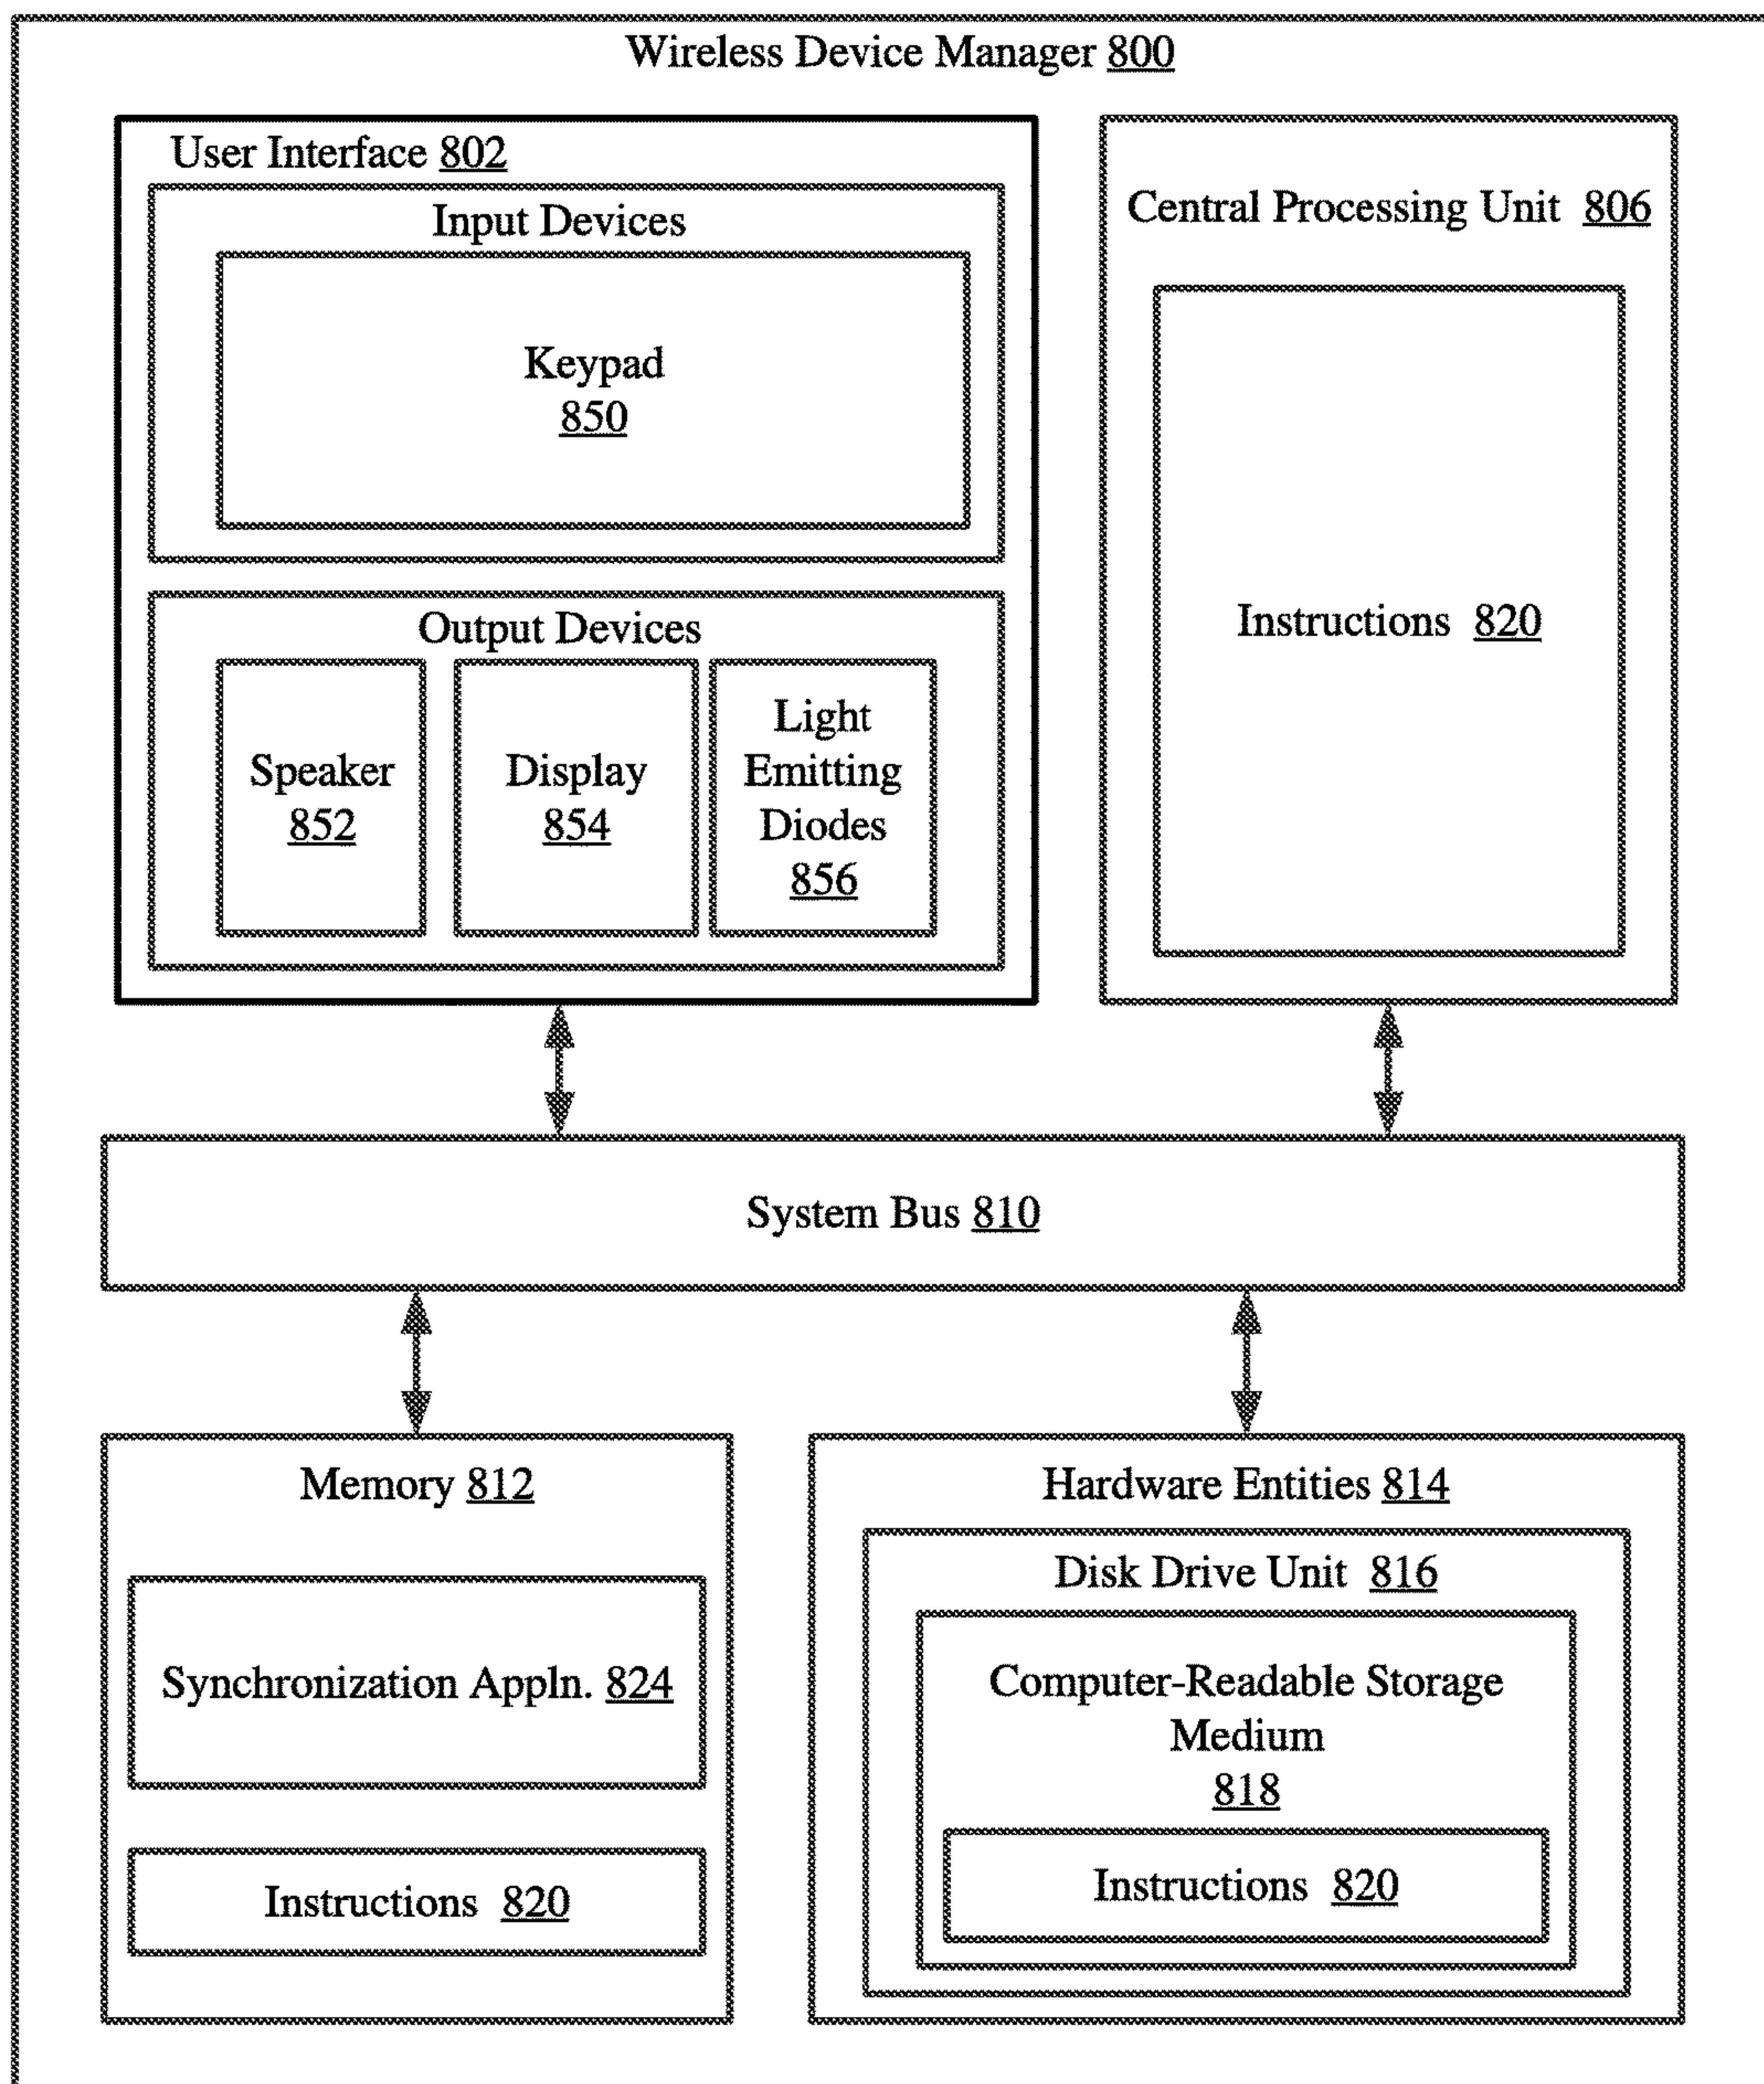 Wireless Device Manager 800
User Interface 802
Input Devices
Keypad
850
Output Devices
Speaker
852
Display
854
Light
Emitting
Diodes
856
Central Processing Unit 806
Instructions 820
System Bus 810
Memory 812
Synchronization Appln. 824
Instructions 820
Hardware Entities 814
Disk Drive Unit 816
Computer-Readable Storage
Medium
818
Instructions 820